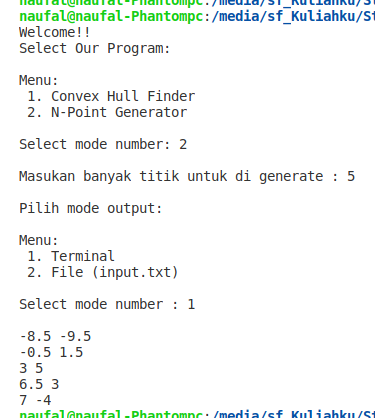 naufal@naufal-Phantompc:/media/sf_Kuliahku/St
naufal@naufal-Phantompc:/media/sf_Kuliahku/St
Welcome!!
Select Our Program:
Menu:
1. Convex Hull Finder
2. N-Point Generator
Select mode number: 2
Masukan banyak titik untuk di generate : 5
Pilih mode output:
Menu:
1. Terminal
2. File (input.txt)
Select mode number : 1
-8.5 -9.5
-0.5 1.5
3 5
6.5 3
7 -4
naufal@naufal-Phantompc:/media/sf_Kuliahku/St